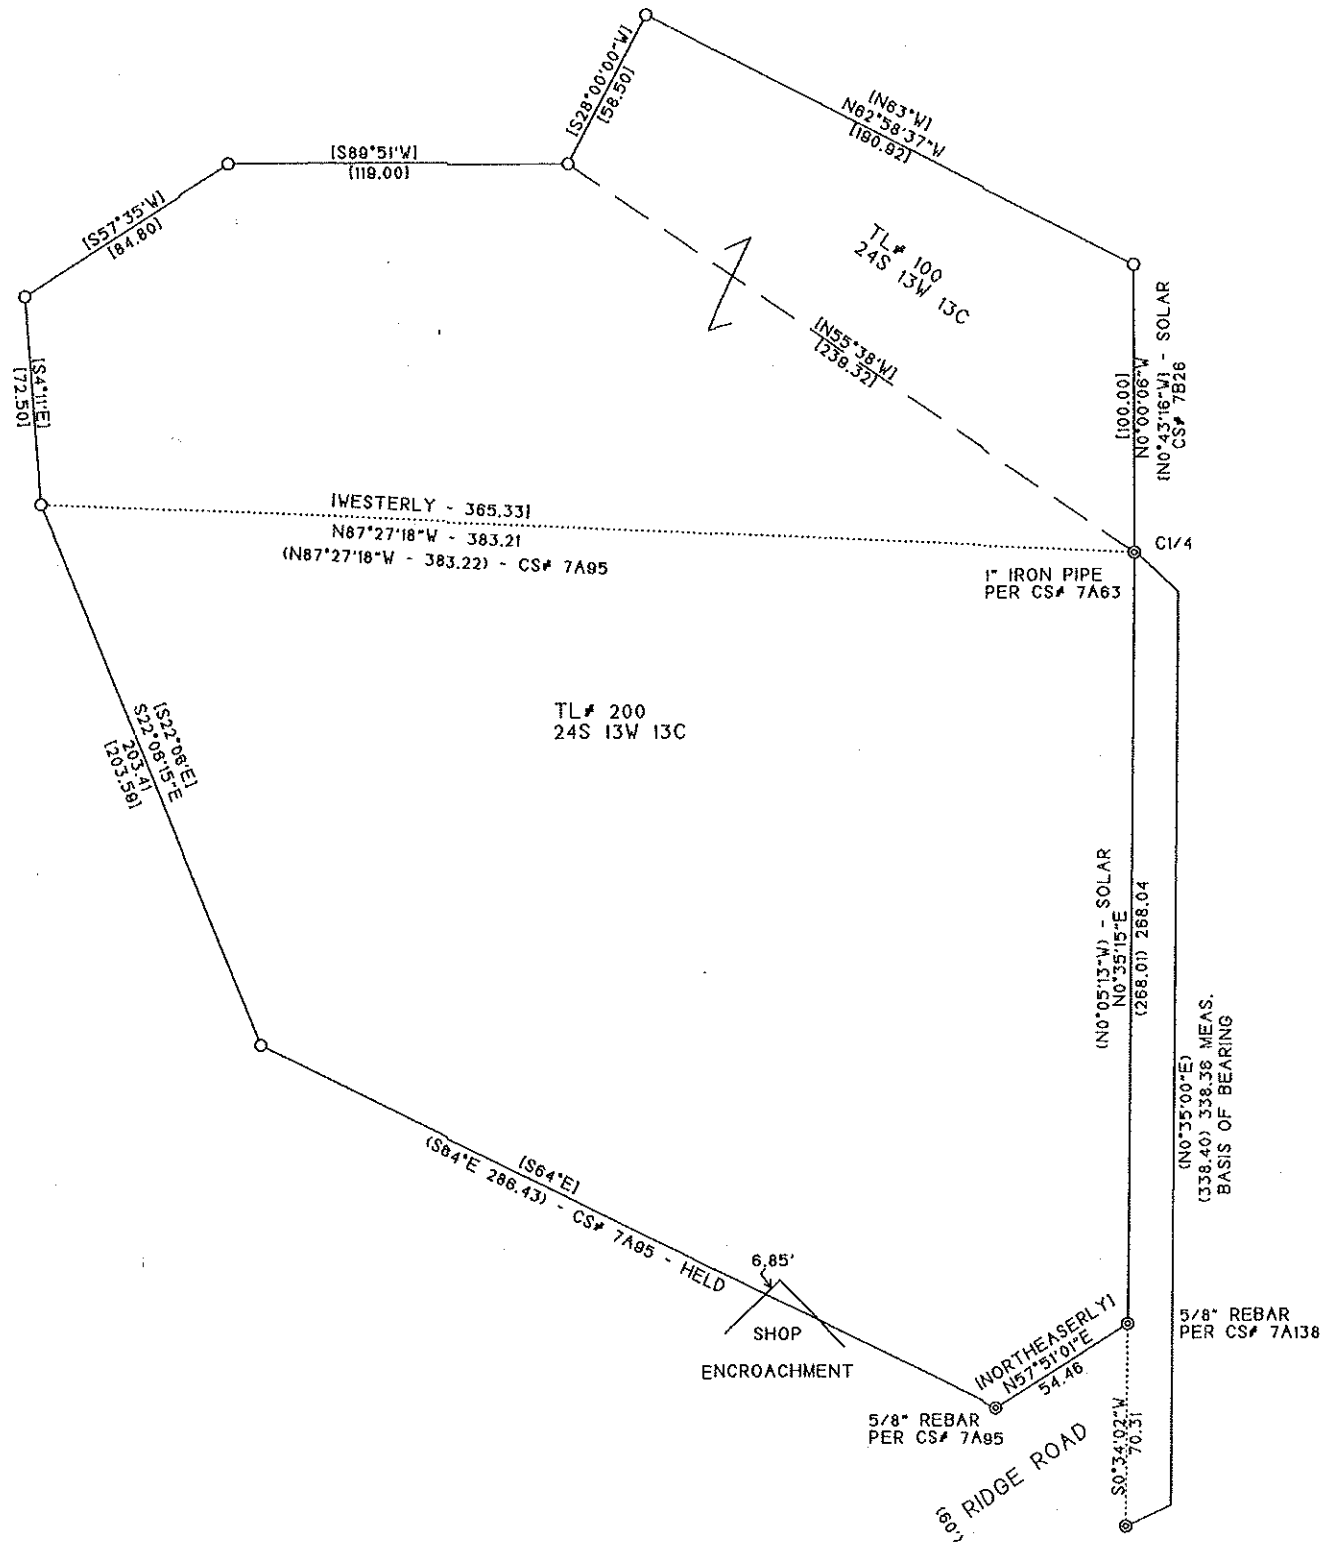 [S28°00'00"W]
[58.50]
[N63°W]
N62°58'37"W
[190.92]
[S89°51'W]
[119.00]
[S57°35'W]
[84.80]
TL# 100
24S 13W 13C
[N55°38'W]
[239.32]
[100.00]
N0°00'06"W
[N0°43'16"W] - SOLAR
CS# 7B26
[S4°11'E]
[72.50]
[WESTERLY - 365.33]
N87°27'18"W - 383.21
(N87°27'18"W - 383.22) - CS# 7A95
C1/4
1" IRON PIPE
PER CS# 7A63
[S22°06'E]
S22°08'15"E
203.41
[203.59]
TL# 200
24S 13W 13C
(N0°05'13"W) - SOLAR
N0°35'15"E
(268.01) 268.04
(N0°35'00"E)
(338.40) 338.38 MEAS.
BASIS OF BEARING
[S64°E]
(S64°E 286.43) - CS# 7A95 - HELD
6.85'
SHOP
ENCROACHMENT
[NORTHEASERLY]
N57°51'01"E
54.46
5/8" REBAR
PER CS# 7A138
5/8" REBAR
PER CS# 7A95
S0°34'02"W
70.31
(60') RIDGE ROAD